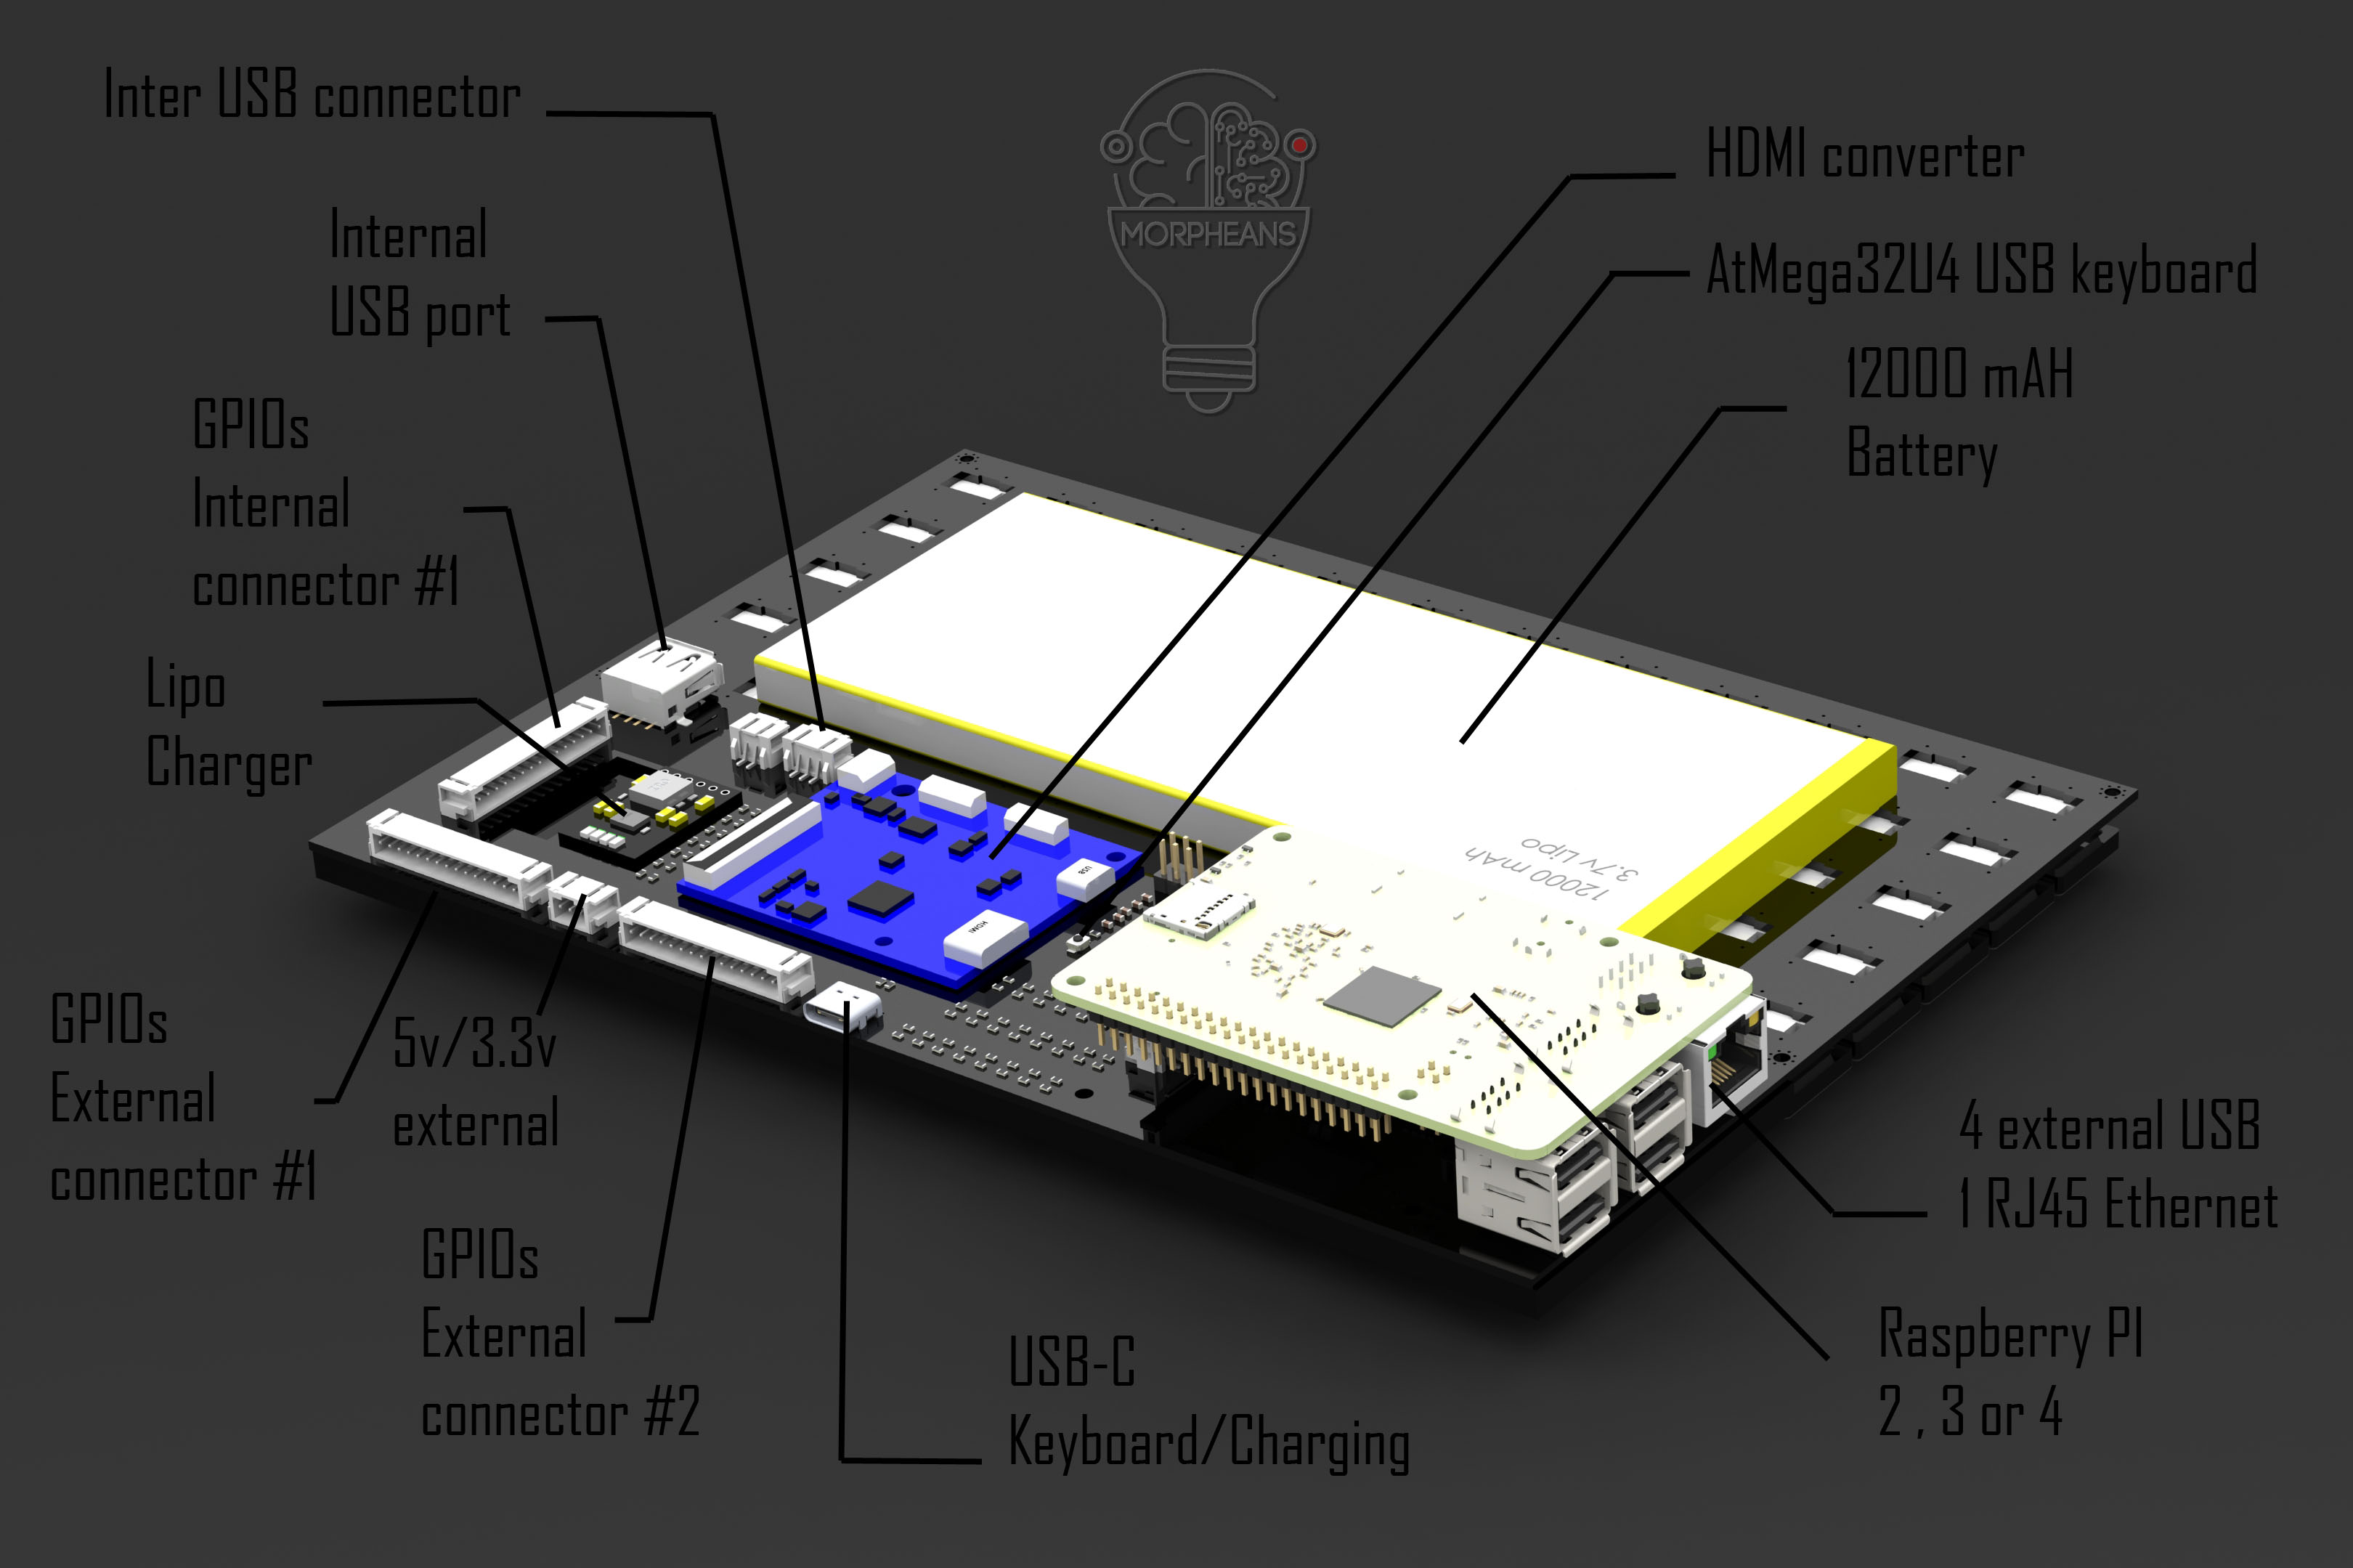 Inter USB connector
Internal
USB port
GPIOs
Internal
connector #1
Lipo
Charger
GPIOs
External
connector #1
5v/3.3v
external
GPIOs
External
connector #2
USB-C
Keyboard/Charging
MORPHEANS
HDMI converter
AtMega32U4 USB keyboard
12000 mAH
Battery
12000 mAh
3.7v Lipo
USB
HDMI
4 external USB
1 RJ45 Ethernet
Raspberry PI
2 , 3 or 4